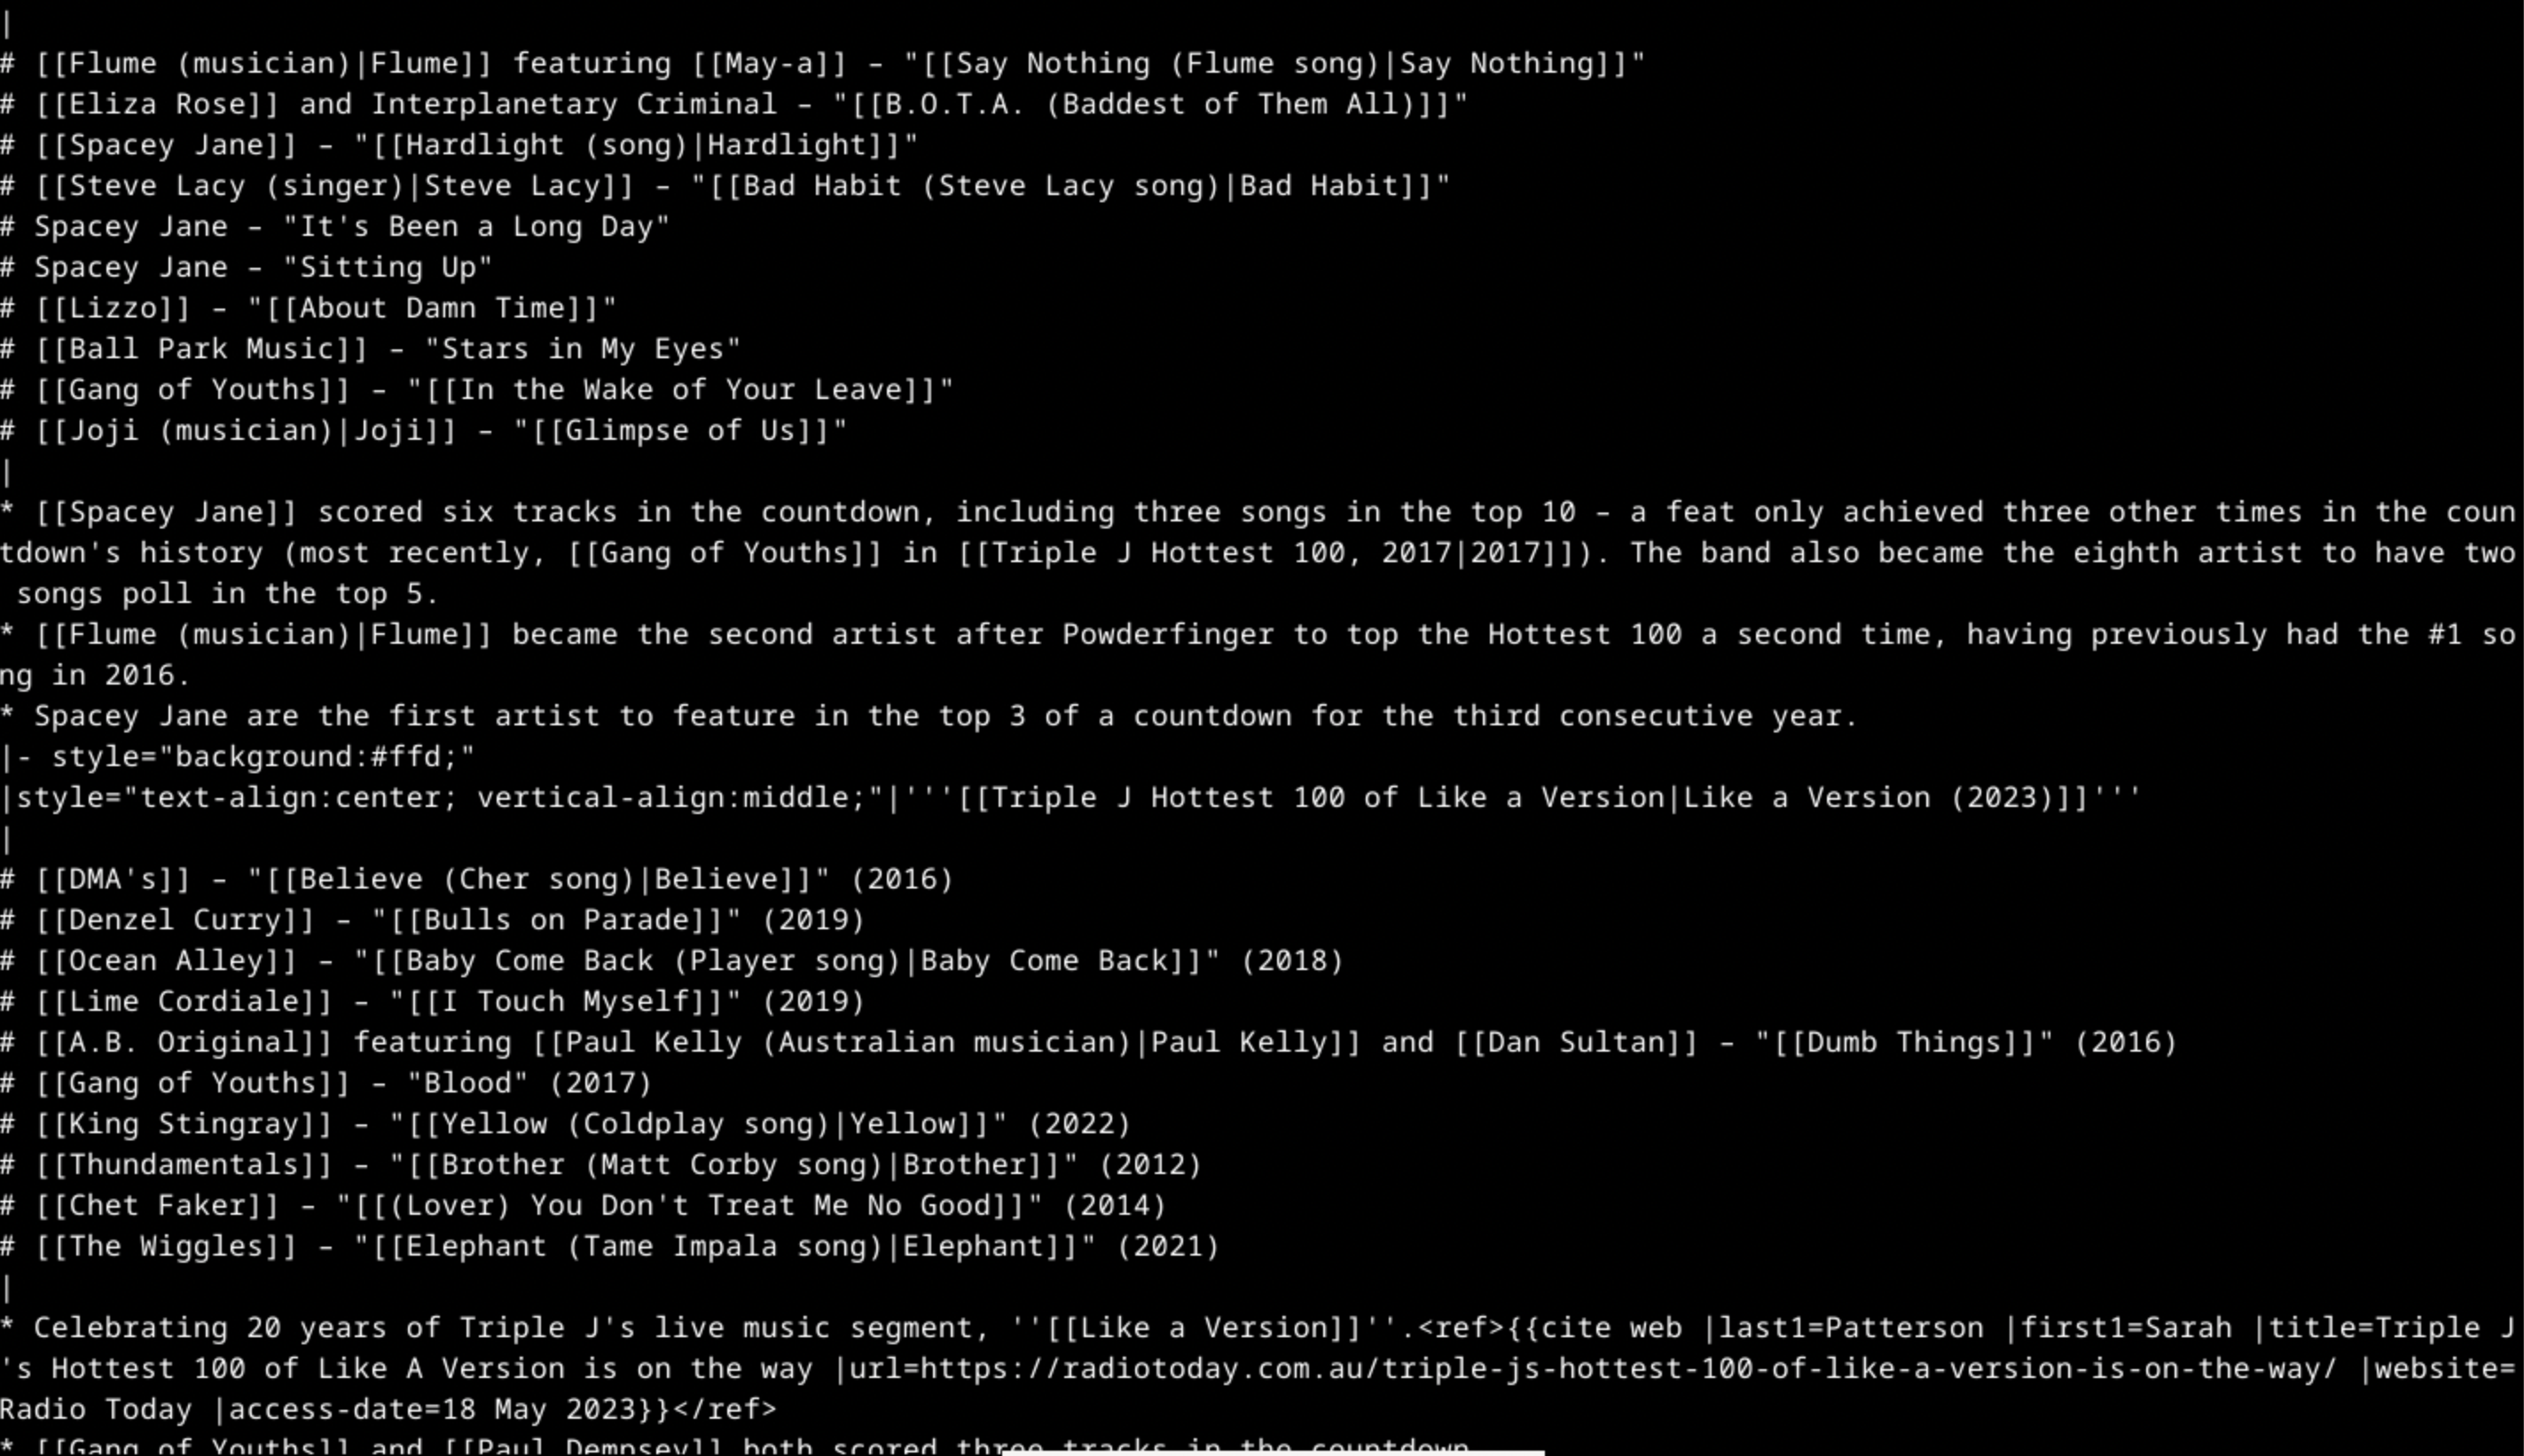 |
# [[Flume (musician)|Flume]] featuring [[May-a]] – "[[Say Nothing (Flume song)|Say Nothing]]"
# [[Eliza Rose]] and Interplanetary Criminal – "[[B.O.T.A. (Baddest of Them All)]]"
# [[Spacey Jane]] – "[[Hardlight (song)|Hardlight]]"
# [[Steve Lacy (singer)|Steve Lacy]] – "[[Bad Habit (Steve Lacy song)|Bad Habit]]"
# Spacey Jane – "It's Been a Long Day"
# Spacey Jane – "Sitting Up"
# [[Lizzo]] – "[[About Damn Time]]"
# [[Ball Park Music]] – "Stars in My Eyes"
# [[Gang of Youths]] – "[[In the Wake of Your Leave]]"
# [[Joji (musician)|Joji]] – "[[Glimpse of Us]]"
|
* [[Spacey Jane]] scored six tracks in the countdown, including three songs in the top 10 – a feat only achieved three other times in the coun
tdown's history (most recently, [[Gang of Youths]] in [[Triple J Hottest 100, 2017|2017]]). The band also became the eighth artist to have two
 songs poll in the top 5.
* [[Flume (musician)|Flume]] became the second artist after Powderfinger to top the Hottest 100 a second time, having previously had the #1 so
ng in 2016.
* Spacey Jane are the first artist to feature in the top 3 of a countdown for the third consecutive year.
|- style="background:#ffd;"
|style="text-align:center; vertical-align:middle;"|'''[[Triple J Hottest 100 of Like a Version|Like a Version (2023)]]'''
|
# [[DMA's]] – "[[Believe (Cher song)|Believe]]" (2016)
# [[Denzel Curry]] – "[[Bulls on Parade]]" (2019)
# [[Ocean Alley]] – "[[Baby Come Back (Player song)|Baby Come Back]]" (2018)
# [[Lime Cordiale]] – "[[I Touch Myself]]" (2019)
# [[A.B. Original]] featuring [[Paul Kelly (Australian musician)|Paul Kelly]] and [[Dan Sultan]] – "[[Dumb Things]]" (2016)
# [[Gang of Youths]] – "Blood" (2017)
# [[King Stingray]] – "[[Yellow (Coldplay song)|Yellow]]" (2022)
# [[Thundamentals]] – "[[Brother (Matt Corby song)|Brother]]" (2012)
# [[Chet Faker]] – "[[(Lover) You Don't Treat Me No Good]]" (2014)
# [[The Wiggles]] – "[[Elephant (Tame Impala song)|Elephant]]" (2021)
|
* Celebrating 20 years of Triple J's live music segment, ''[[Like a Version]]''.<ref>{{cite web |last1=Patterson |first1=Sarah |title=Triple J
's Hottest 100 of Like A Version is on the way |url=https://radiotoday.com.au/triple-js-hottest-100-of-like-a-version-is-on-the-way/ |website=
Radio Today |access-date=18 May 2023}}</ref>
* [[Gang of Youths]] and [[Paul Dempsey]] both scored three tracks in the countdown